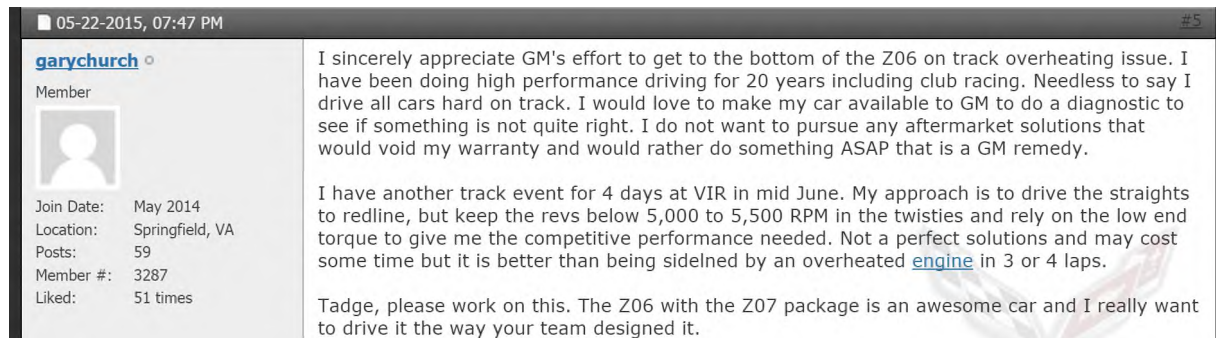 05-22-2015, 07:47 PM
#5
garychurch
Member
Join Date: May 2014
Location: Springfield, VA
Posts: 59
Member #: 3287
Liked: 51 times
I sincerely appreciate GM's effort to get to the bottom of the Z06 on track overheating issue. I
have been doing high performance driving for 20 years including club racing. Needless to say I
drive all cars hard on track. I would love to make my car available to GM to do a diagnostic to
see if something is not quite right. I do not want to pursue any aftermarket solutions that
would void my warranty and would rather do something ASAP that is a GM remedy.
I have another track event for 4 days at VIR in mid June. My approach is to drive the straights
to redline, but keep the revs below 5,000 to 5,500 RPM in the twisties and rely on the low end
torque to give me the competitive performance needed. Not a perfect solutions and may cost
some time but it is better than being sidelned by an overheated engine in 3 or 4 laps.
Tadge, please work on this. The Z06 with the Z07 package is an awesome car and I really want
to drive it the way your team designed it.